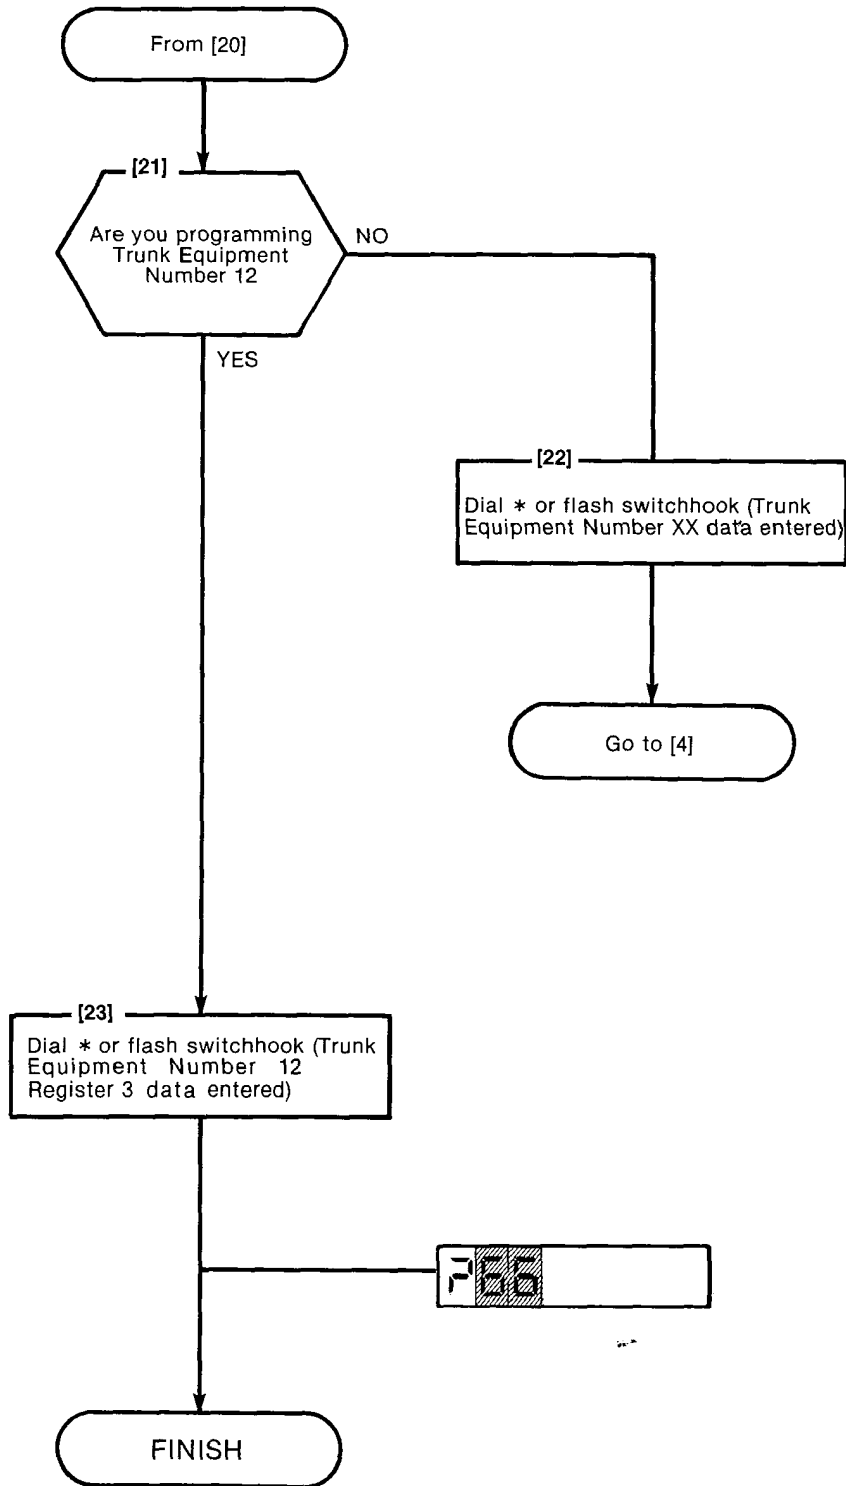 From [20]
[21]
Are you programming
Trunk Equipment
Number 12
NO
YES
[22]
Dial * or flash switchhook (Trunk
Equipment Number XX data entered)
Go to [4]
[23]
Dial * or flash switchhook (Trunk
Equipment Number 12
Register 3 data entered)
P66
FINISH